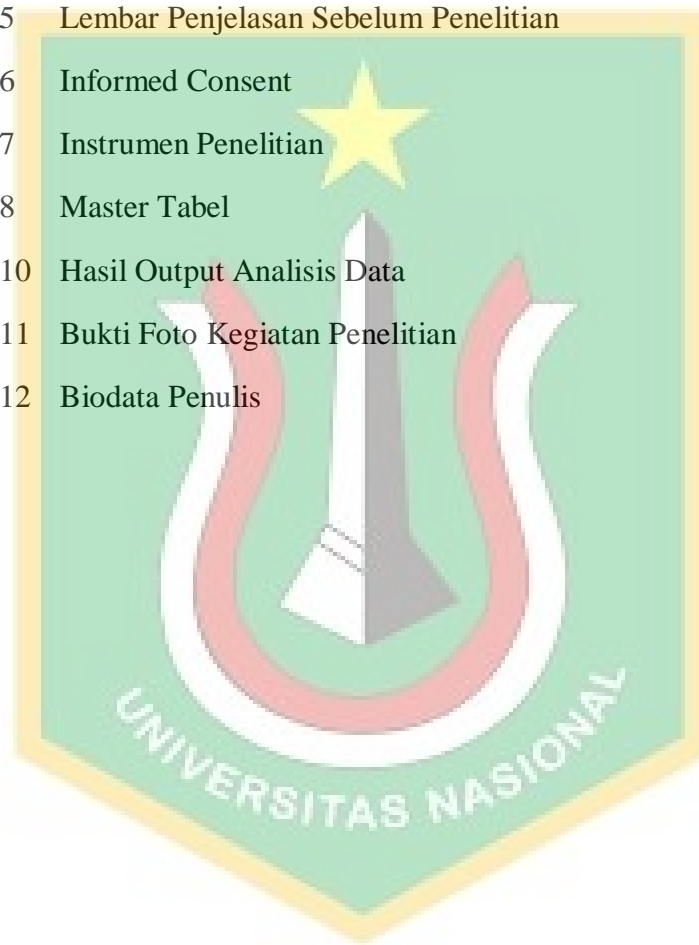 5 Lembar Penjelasan Sebelum Penelitian
6 Informed Consent
7 Instrumen Penelitian
8 Master Tabel
10 Hasil Output Analisis Data
11 Bukti Foto Kegiatan Penelitian
12 Biodata Penulis
UNIVERSITAS NASIONAL